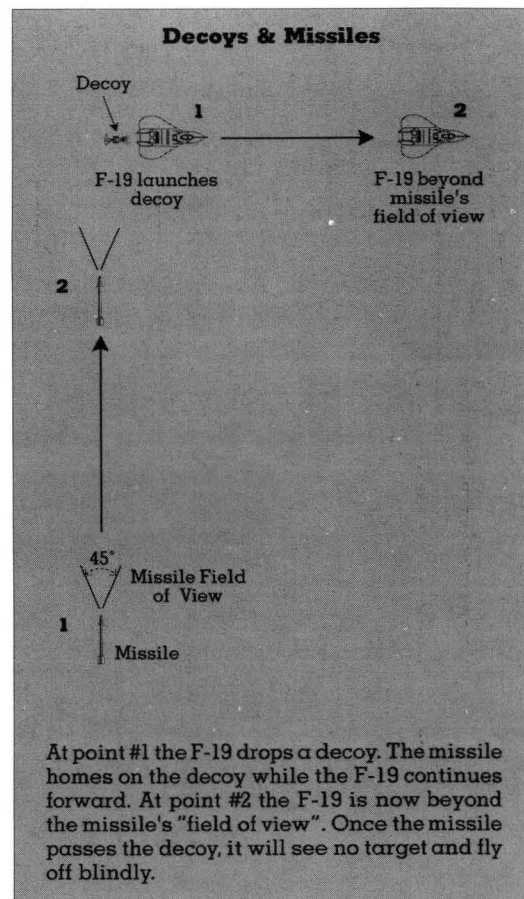 Decoys & Missiles
Decoy
1
2
F-19 launches
decoy
F-19 beyond
missile's
field of view
2
45°
Missile Field
of View
1
Missile
At point #1 the F-19 drops a decoy. The missile
homes on the decoy while the F-19 continues
forward. At point #2 the F-19 is now beyond
the missile's "field of view". Once the missile
passes the decoy, it will see no target and fly
off blindly.